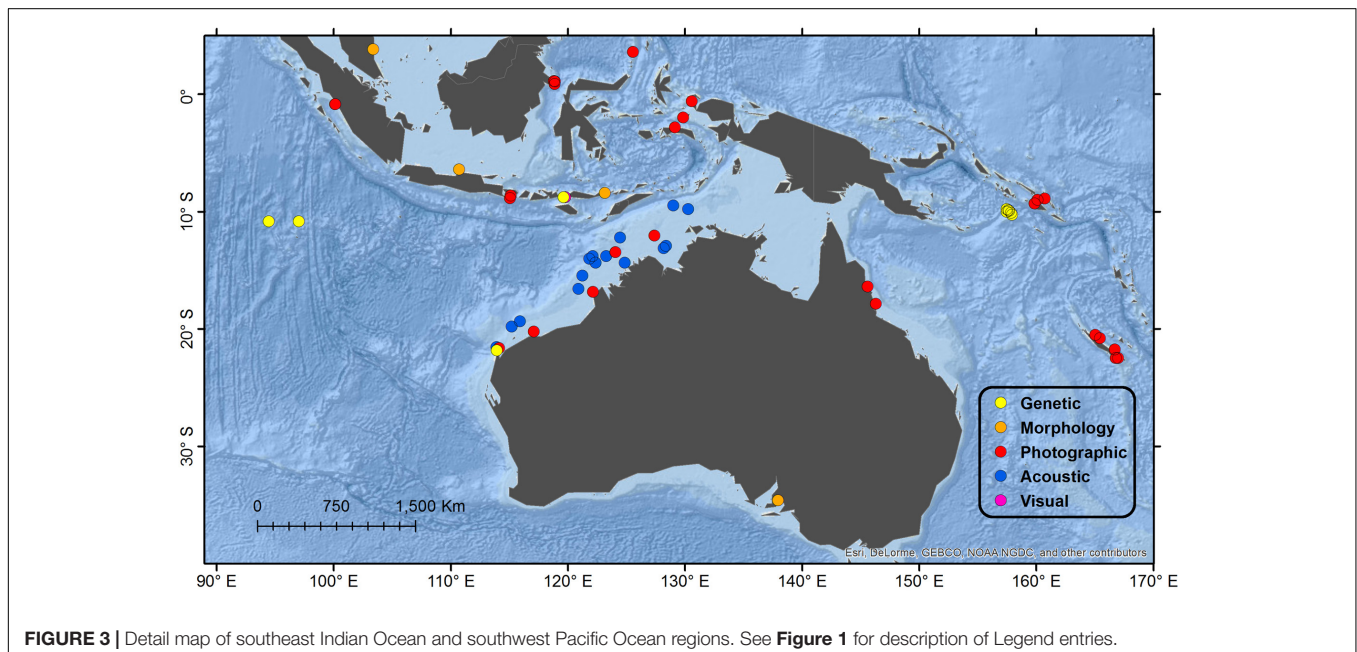 0°
10° S
20° S
30° S
Genetic
Morphology
Photographic
Acoustic
Visual
0 750 1,500 Km
Esri, DeLorme, GEBCO, NOAA NGDC, and other contributors
90° E 100° E 110° E 120° E 130° E 140° E 150° E 160° E 170° E
FIGURE 3 | Detail map of southeast Indian Ocean and southwest Pacific Ocean regions. See Figure 1 for description of Legend entries.